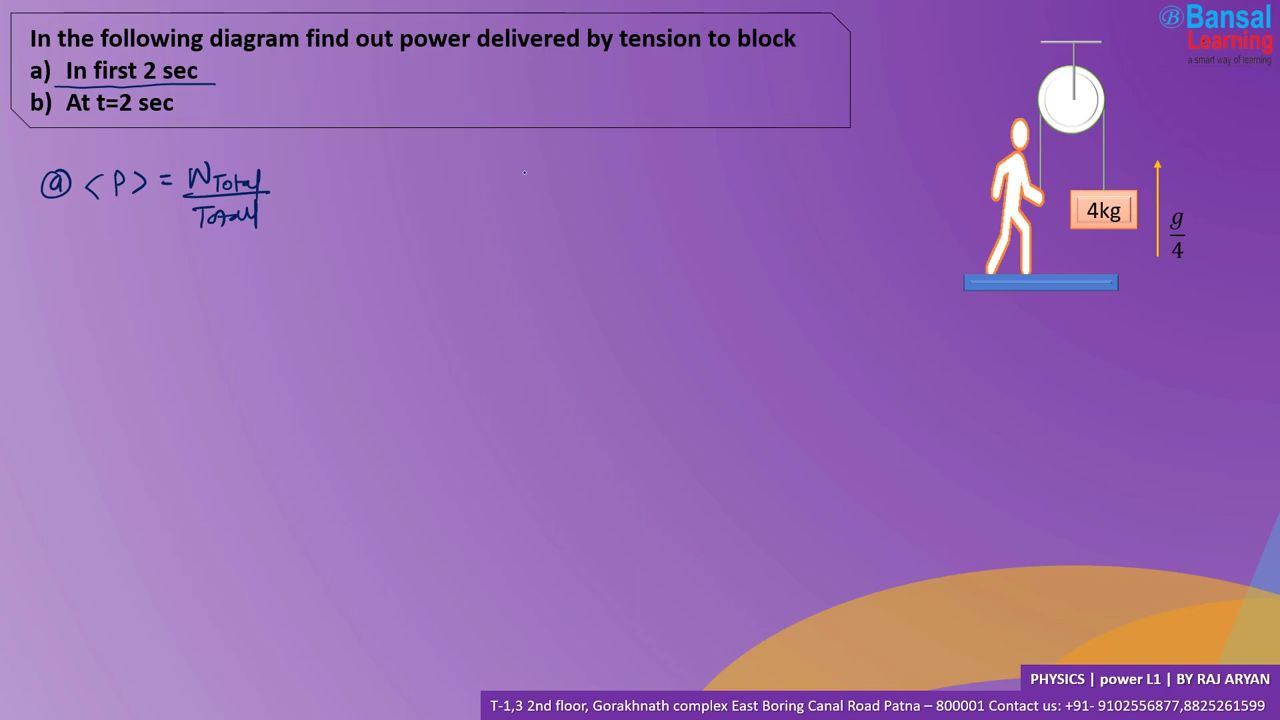 In the following diagram find out power delivered by tension to block
a) In first 2 sec
b) At t=2 sec
Bansal
Learning
a smart way of learning
ⓐ <P> = W_Total
Total
4kg
g
4
PHYSICS | power L1 | BY RAJ ARYAN
T-1,3 2nd floor, Gorakhnath complex East Boring Canal Road Patna – 800001 Contact us: +91- 9102556877,8825261599